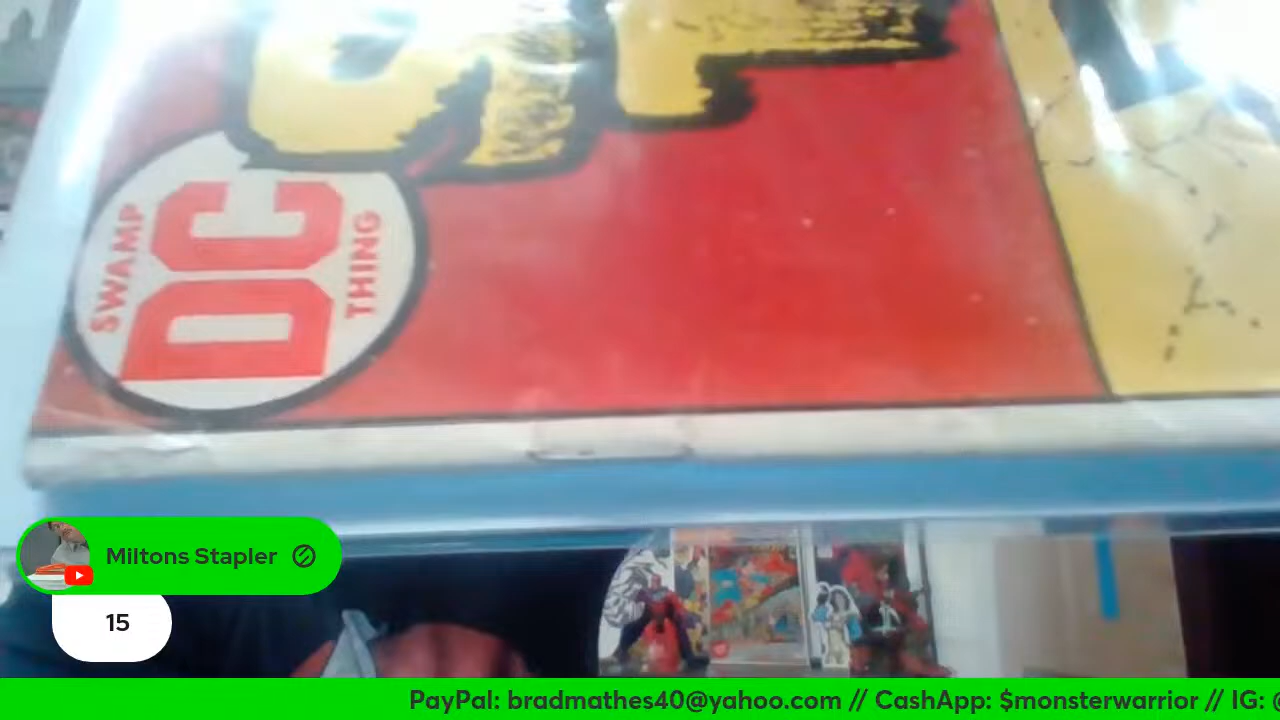 SWAMP
DC
THING
Miltons Stapler
15
PayPal: bradmathes40@yahoo.com // CashApp: $monsterwarrior // IG: @